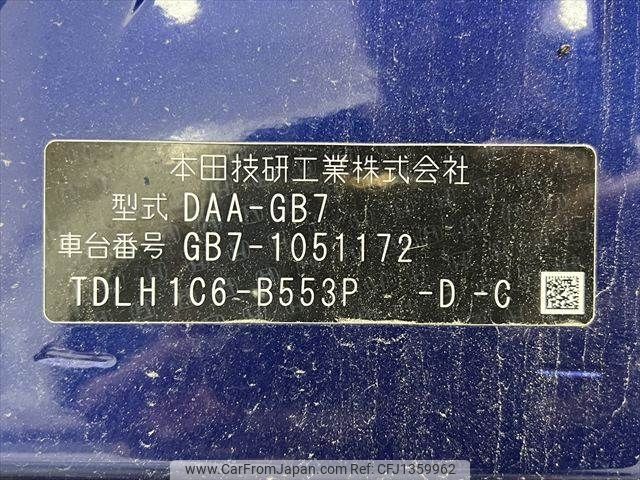 本田技研工業株式会社
型式 DAA-GB7
車台番号 GB7-1051172
TDLH1C6-B553P -D -C
www.CarFromJapan.com CFJ1359962